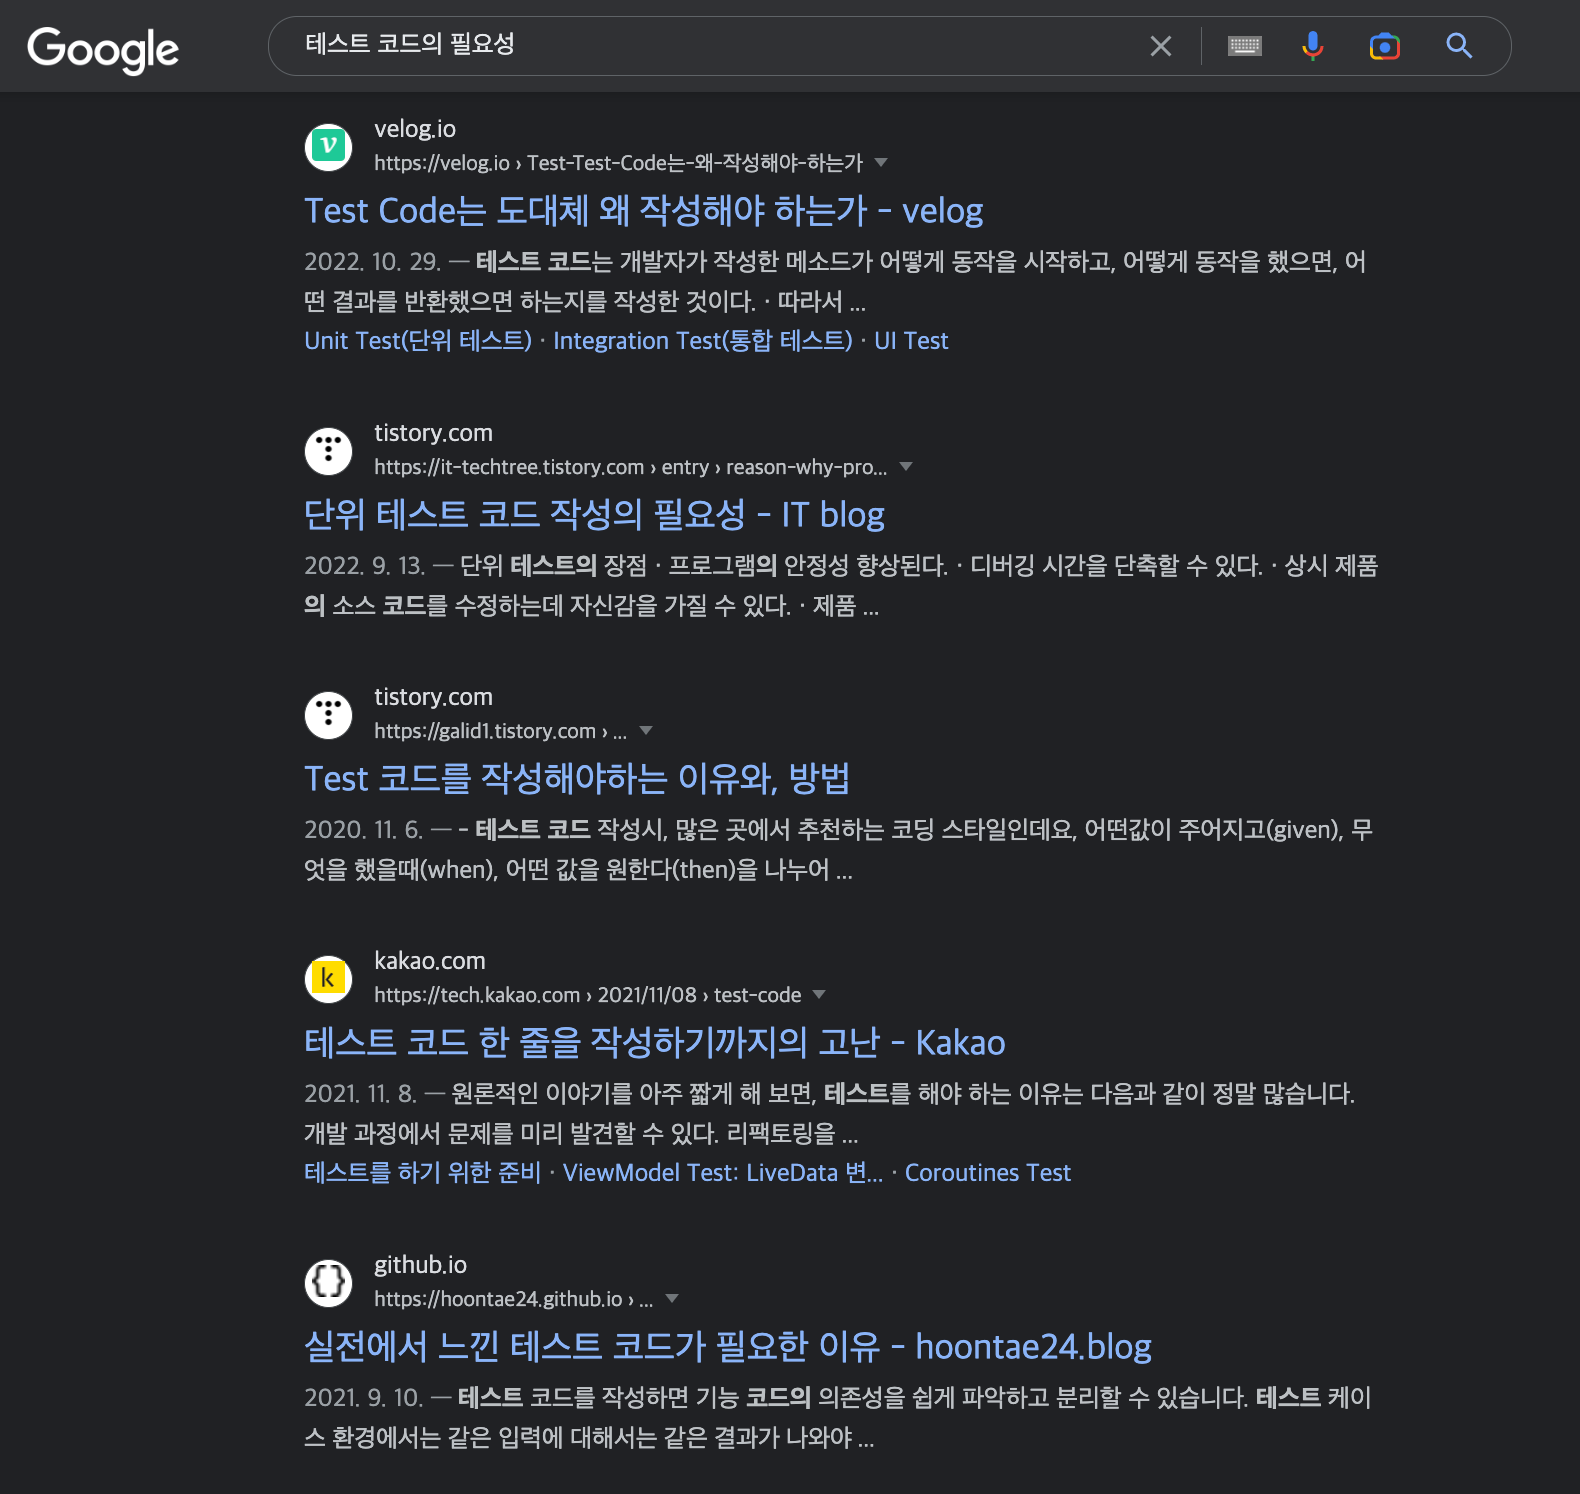 Google
테스트 코드의 필요성
velog.io
https://velog.io › Test-Test-Code는-왜-작성해야-하는가
Test Code는 도대체 왜 작성해야 하는가 - velog
2022. 10. 29. — 테스트 코드는 개발자가 작성한 메소드가 어떻게 동작을 시작하고, 어떻게 동작을 했으면, 어
떤 결과를 반환했으면 하는지를 작성한 것이다. · 따라서 ...
Unit Test(단위 테스트) · Integration Test(통합 테스트) · UI Test
tistory.com
https://it-techtree.tistory.com › entry › reason-why-pro...
단위 테스트 코드 작성의 필요성 - IT blog
2022. 9. 13. — 단위 테스트의 장점 · 프로그램의 안정성 향상된다. · 디버깅 시간을 단축할 수 있다. · 상시 제품
의 소스 코드를 수정하는데 자신감을 가질 수 있다. · 제품 ...
tistory.com
https://galid1.tistory.com › ...
Test 코드를 작성해야하는 이유와, 방법
2020. 11. 6. — - 테스트 코드 작성시, 많은 곳에서 추천하는 코딩 스타일인데요, 어떤값이 주어지고(given), 무
엇을 했을때(when), 어떤 값을 원한다(then)을 나누어 ...
k
kakao.com
https://tech.kakao.com › 2021/11/08 › test-code
테스트 코드 한 줄을 작성하기까지의 고난 - Kakao
2021. 11. 8. — 원론적인 이야기를 아주 짧게 해 보면, 테스트를 해야 하는 이유는 다음과 같이 정말 많습니다.
개발 과정에서 문제를 미리 발견할 수 있다. 리팩토링을 ...
테스트를 하기 위한 준비 · ViewModel Test: LiveData 변... · Coroutines Test
github.io
https://hoontae24.github.io › ...
실전에서 느낀 테스트 코드가 필요한 이유 - hoontae24.blog
2021. 9. 10. — 테스트 코드를 작성하면 기능 코드의 의존성을 쉽게 파악하고 분리할 수 있습니다. 테스트 케이
스 환경에서는 같은 입력에 대해서는 같은 결과가 나와야 ...